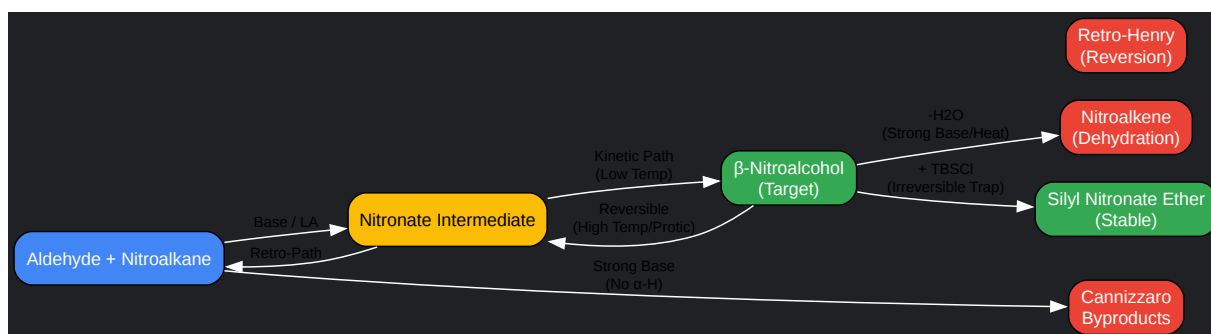 Retro-Henry
(Reversion)
Nitroalkene
(Dehydration)
-H2O
(Strong Base/Heat)
β-Nitroalcohol
(Target)
+ TBSCl
(Irreversible Trap)
Silyl Nitronate Ether
(Stable)
Kinetic Path
(Low Temp)
Reversible
(High Temp/Protic)
Nitronate Intermediate
Base / LA
Retro-Path
Aldehyde + Nitroalkane
Strong Base
(No α-H)
Cannizzaro
Byproducts